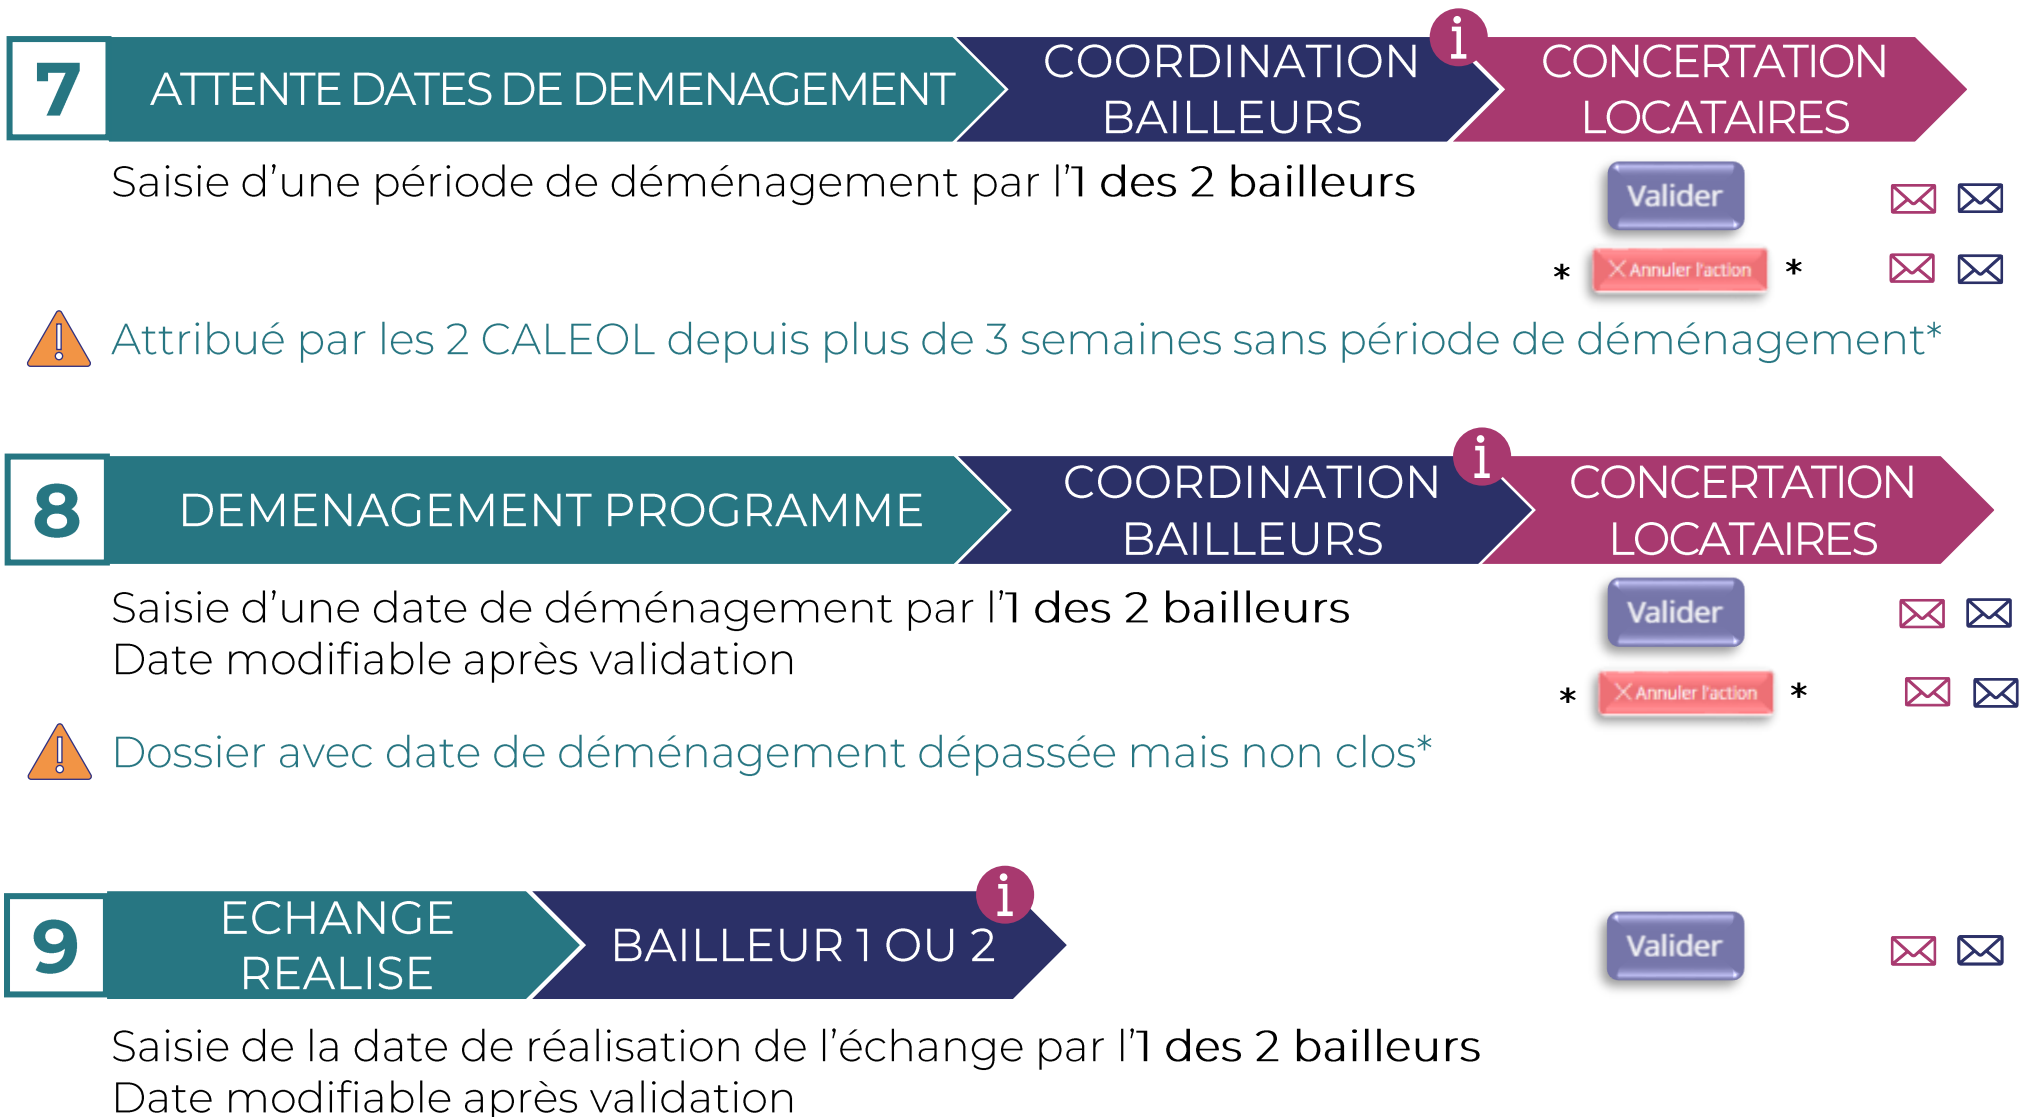 7
ATTENTE DATES DE DEMENAGEMENT
COORDINATION
BAILLEURS
i
CONCERTATION
LOCATAIRES
Saisie d’une période de déménagement par l’1 des 2 bailleurs
Valider
* Annuler l'action *
Attribué par les 2 CALEOL depuis plus de 3 semaines sans période de déménagement*
8
DEMENAGEMENT PROGRAMME
COORDINATION
BAILLEURS
i
CONCERTATION
LOCATAIRES
Saisie d’une date de déménagement par l’1 des 2 bailleurs
Valider
Date modifiable après validation
* Annuler l'action *
Dossier avec date de déménagement dépassée mais non clos*
9
ECHANGE
REALISE
BAILLEUR 1 OU 2
i
Valider
Saisie de la date de réalisation de l’échange par l’1 des 2 bailleurs
Date modifiable après validation